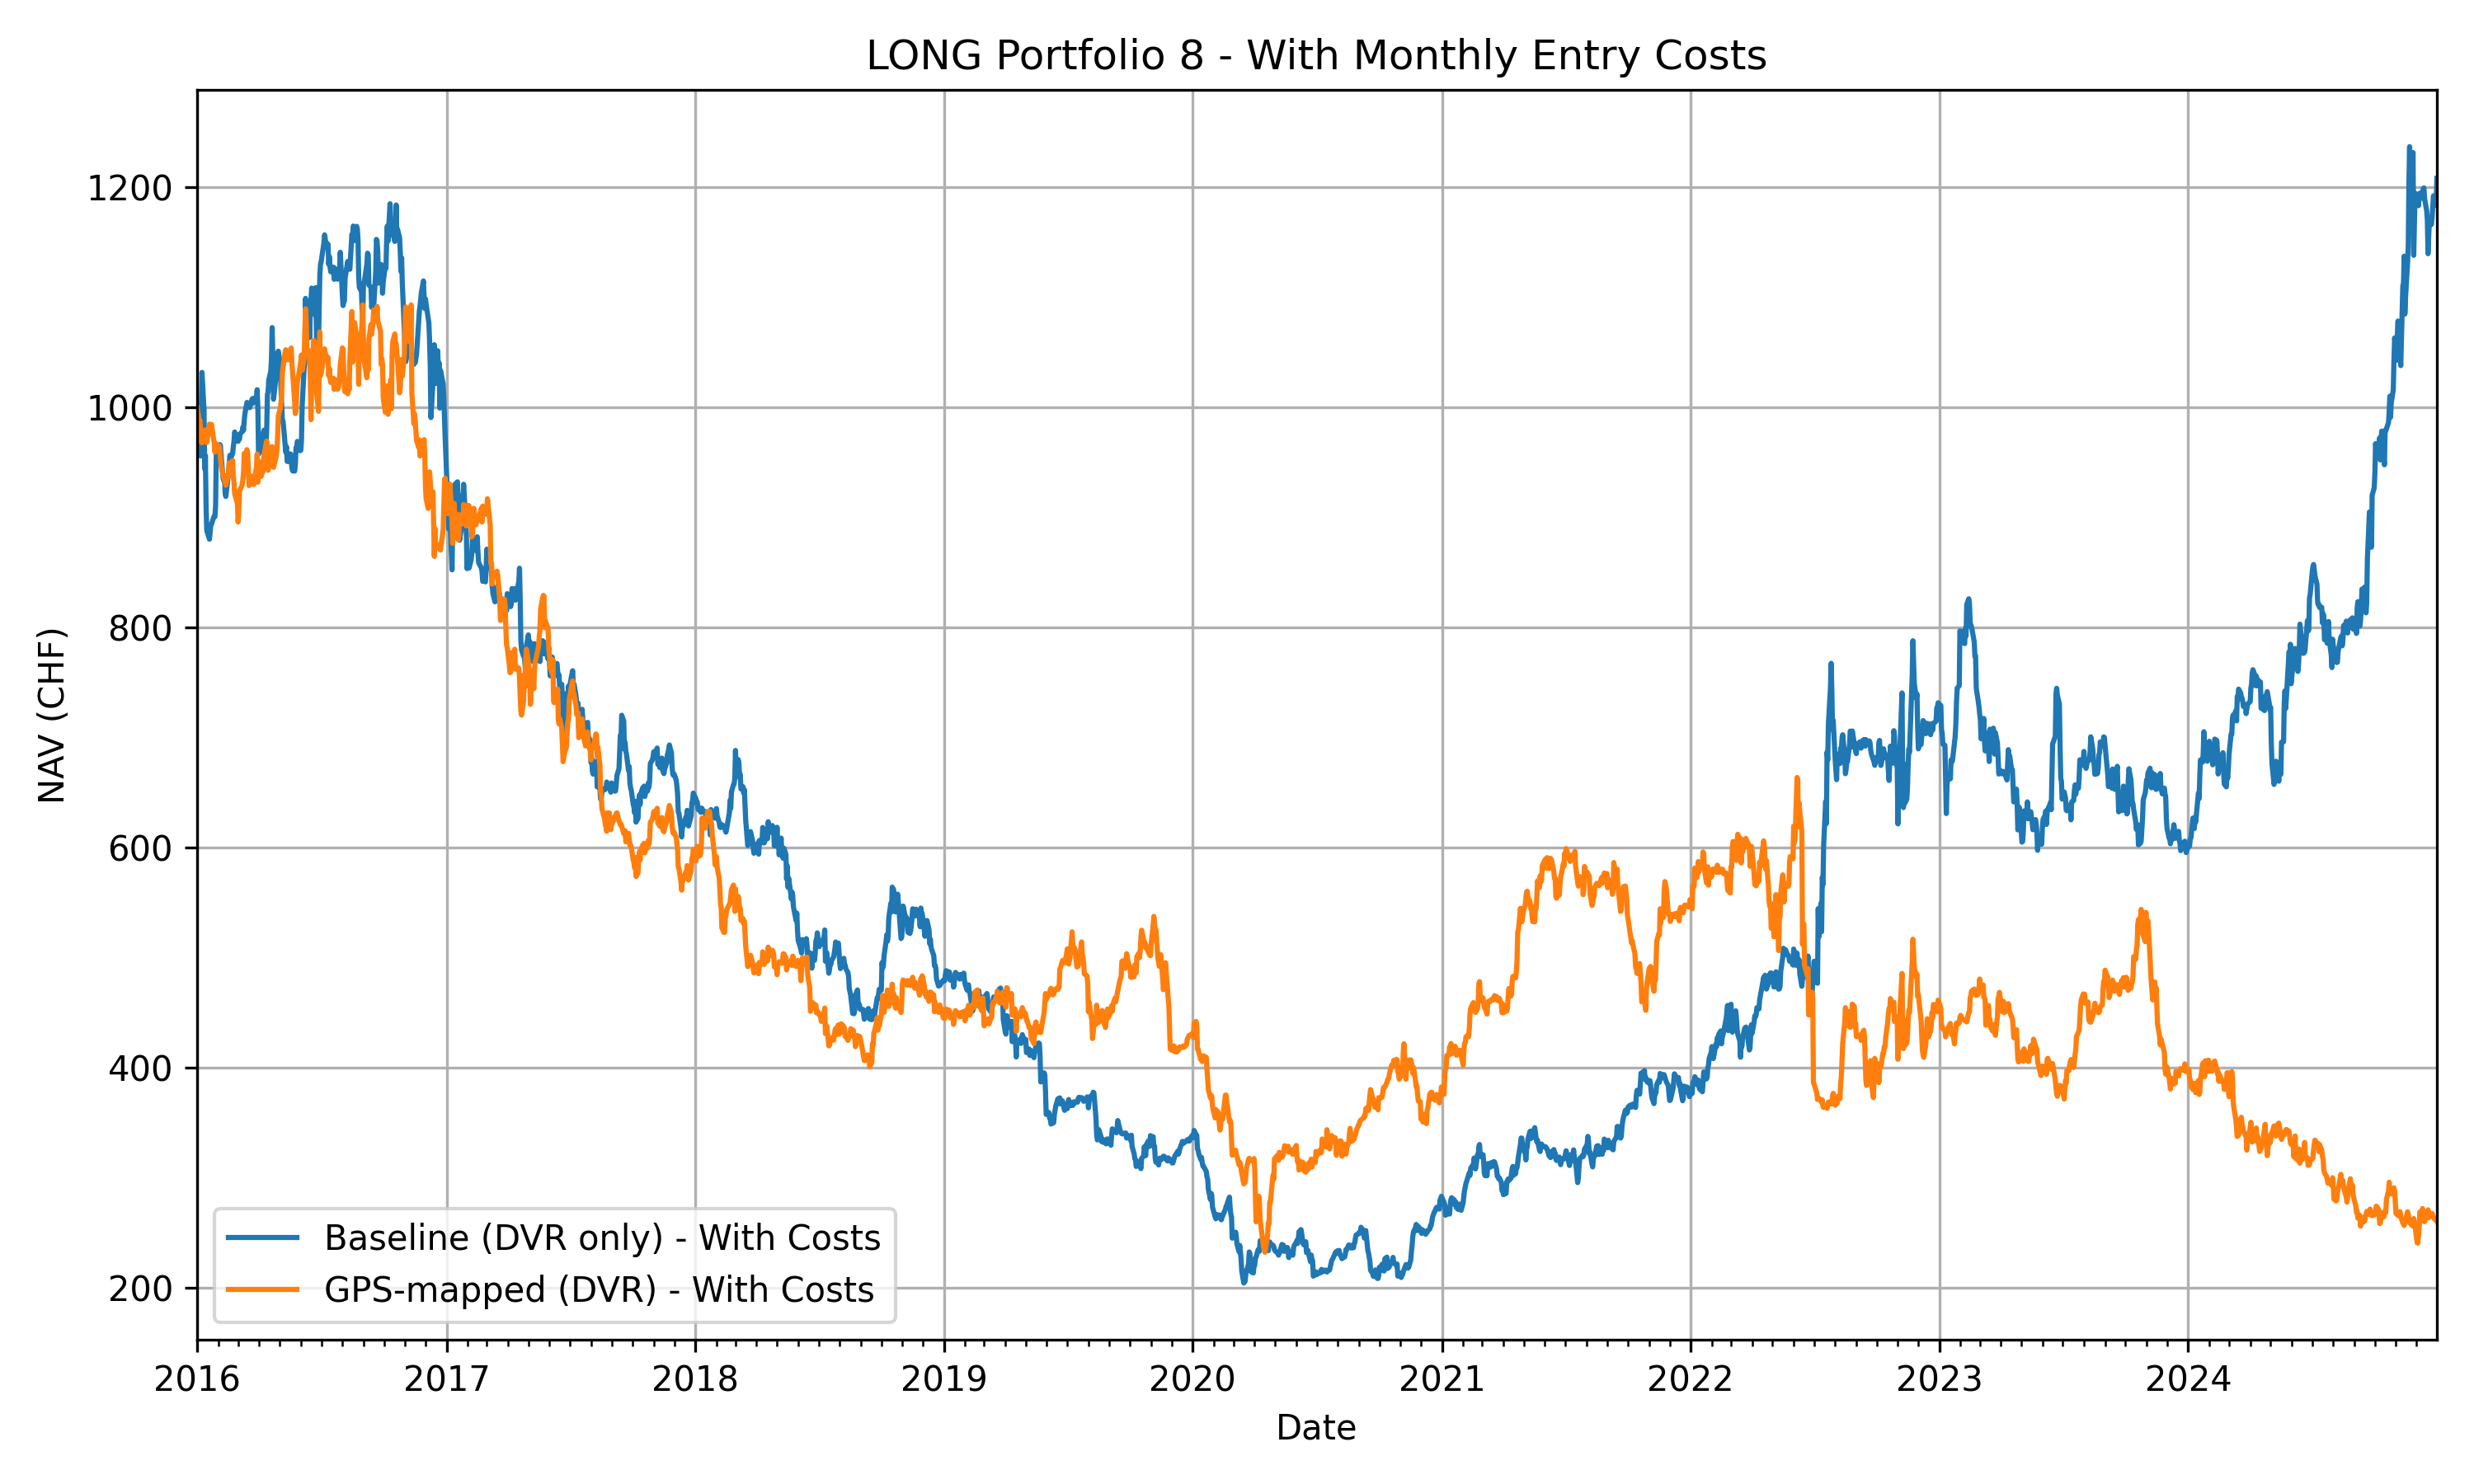 LONG Portfolio 8 - With Monthly Entry Costs
1200
1000
800
600
400
200
NAV (CHF)
Baseline (DVR only) - With Costs
GPS-mapped (DVR) - With Costs
2016 2017 2018 2019 2020 2021 2022 2023 2024
Date